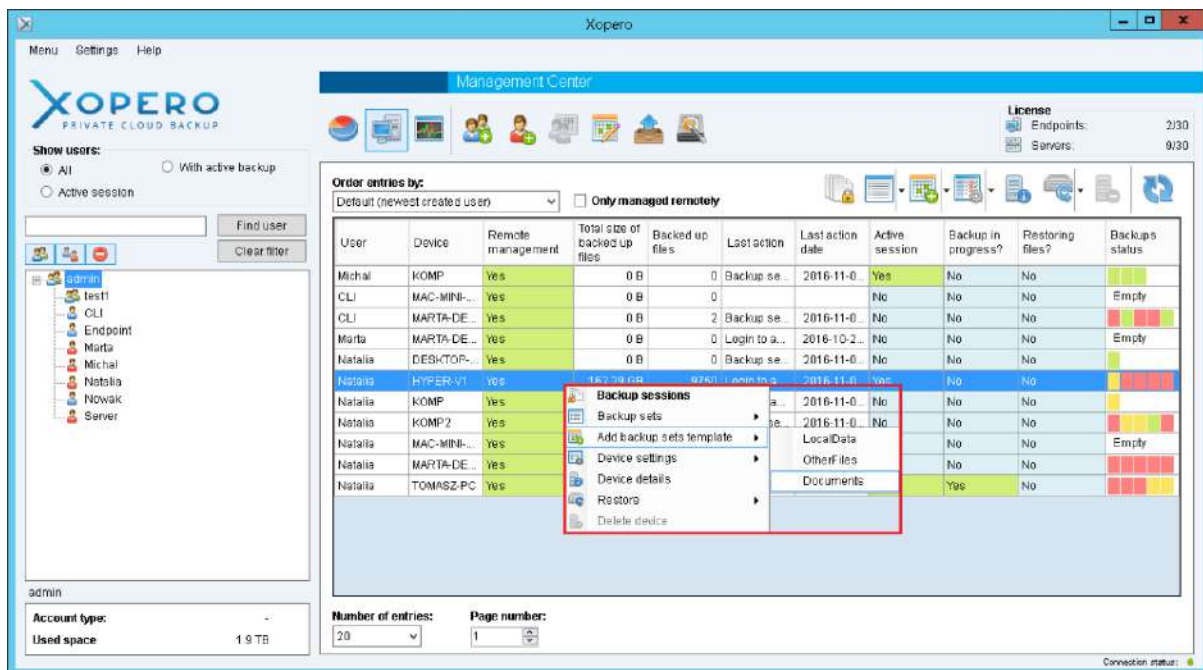 Xopero
Menu Settings Help
XOPERO
PRIVATE CLOUD BACKUP
Show users:
All
With active backup
Active session
Find user
Clear filter
admin
test1
CLI
Endpoint
Marta
Michal
Natalia
Nowak
Server
admin
Account type: -
Used space 1.9 TB
Management Center
License
Endpoints: 2/30
Servers: 9/30
Order entries by:
Default (newest created user)
Only managed remotely
User Device Remote management Total size of backed up files Backed up files Last action Last action date Active session Backup in progress? Restoring files? Backups status
Michal KOMP Yes 0 B 0 Backup se... 2016-11-0... Yes No No
CLI MAC-MINI-... Yes 0 B 0 No No No Empty
CLI MARTA-DE... Yes 0 B 2 Backup se... 2016-11-0... No No No
Marta MARTA-DE... Yes 0 B 0 Login to a... 2016-10-2... No No No Empty
Natalia DESKTOP-... Yes 0 B 0 Backup se... 2016-11-0... No No No
Natalia HYPER-V1 Yes 9750 Login to a... 2016-11-0... Yes No No
Natalia KOMP Yes 2016-11-0... No No No
Natalia KOMP2 Yes 2016-11-0... No No No
Natalia MAC-MINI-... Yes No No Empty
Natalia MARTA-DE... Yes No No
Natalia TOMASZ-PC Yes Yes No
Backup sessions
Backup sets
Add backup sets template
Device settings
Device details
Restore
Delete device
LocalData
OtherFiles
Documents
Number of entries: Page number:
20 1
Connection status: